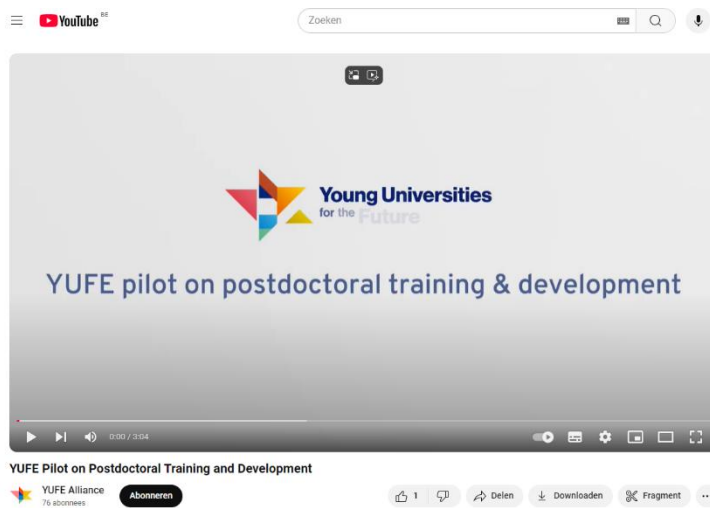 YouTube BE
Zoeken
Young Universities
for the Future
YUFE pilot on postdoctoral training & development
0:00 / 3:04
YUFE Pilot on Postdoctoral Training and Development
YUFE Alliance
76 abonnees
Abonneren
1
Delen
Downloaden
Fragment